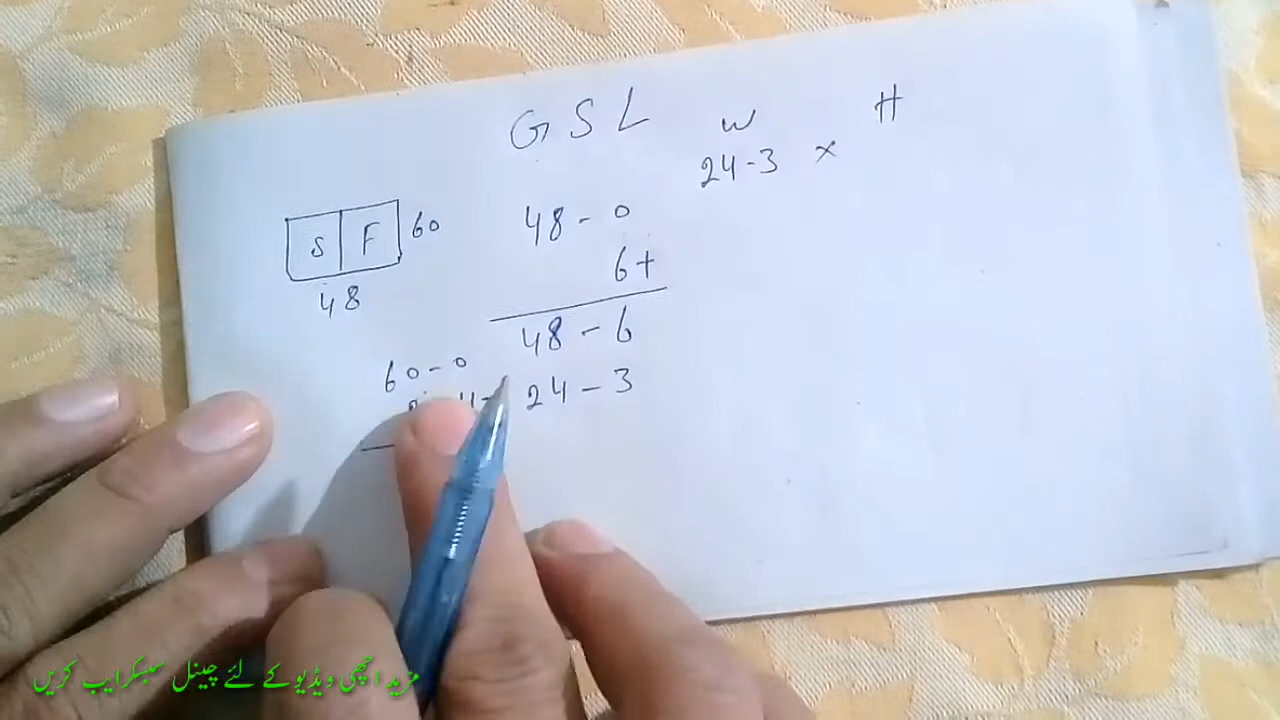 GSL
W H
24-3 ×
S F 60
48
48-0
6+
48-6
60-0
24-3
مزید اچھی ویڈیو کے لئے چینل سبسکرایب کریں